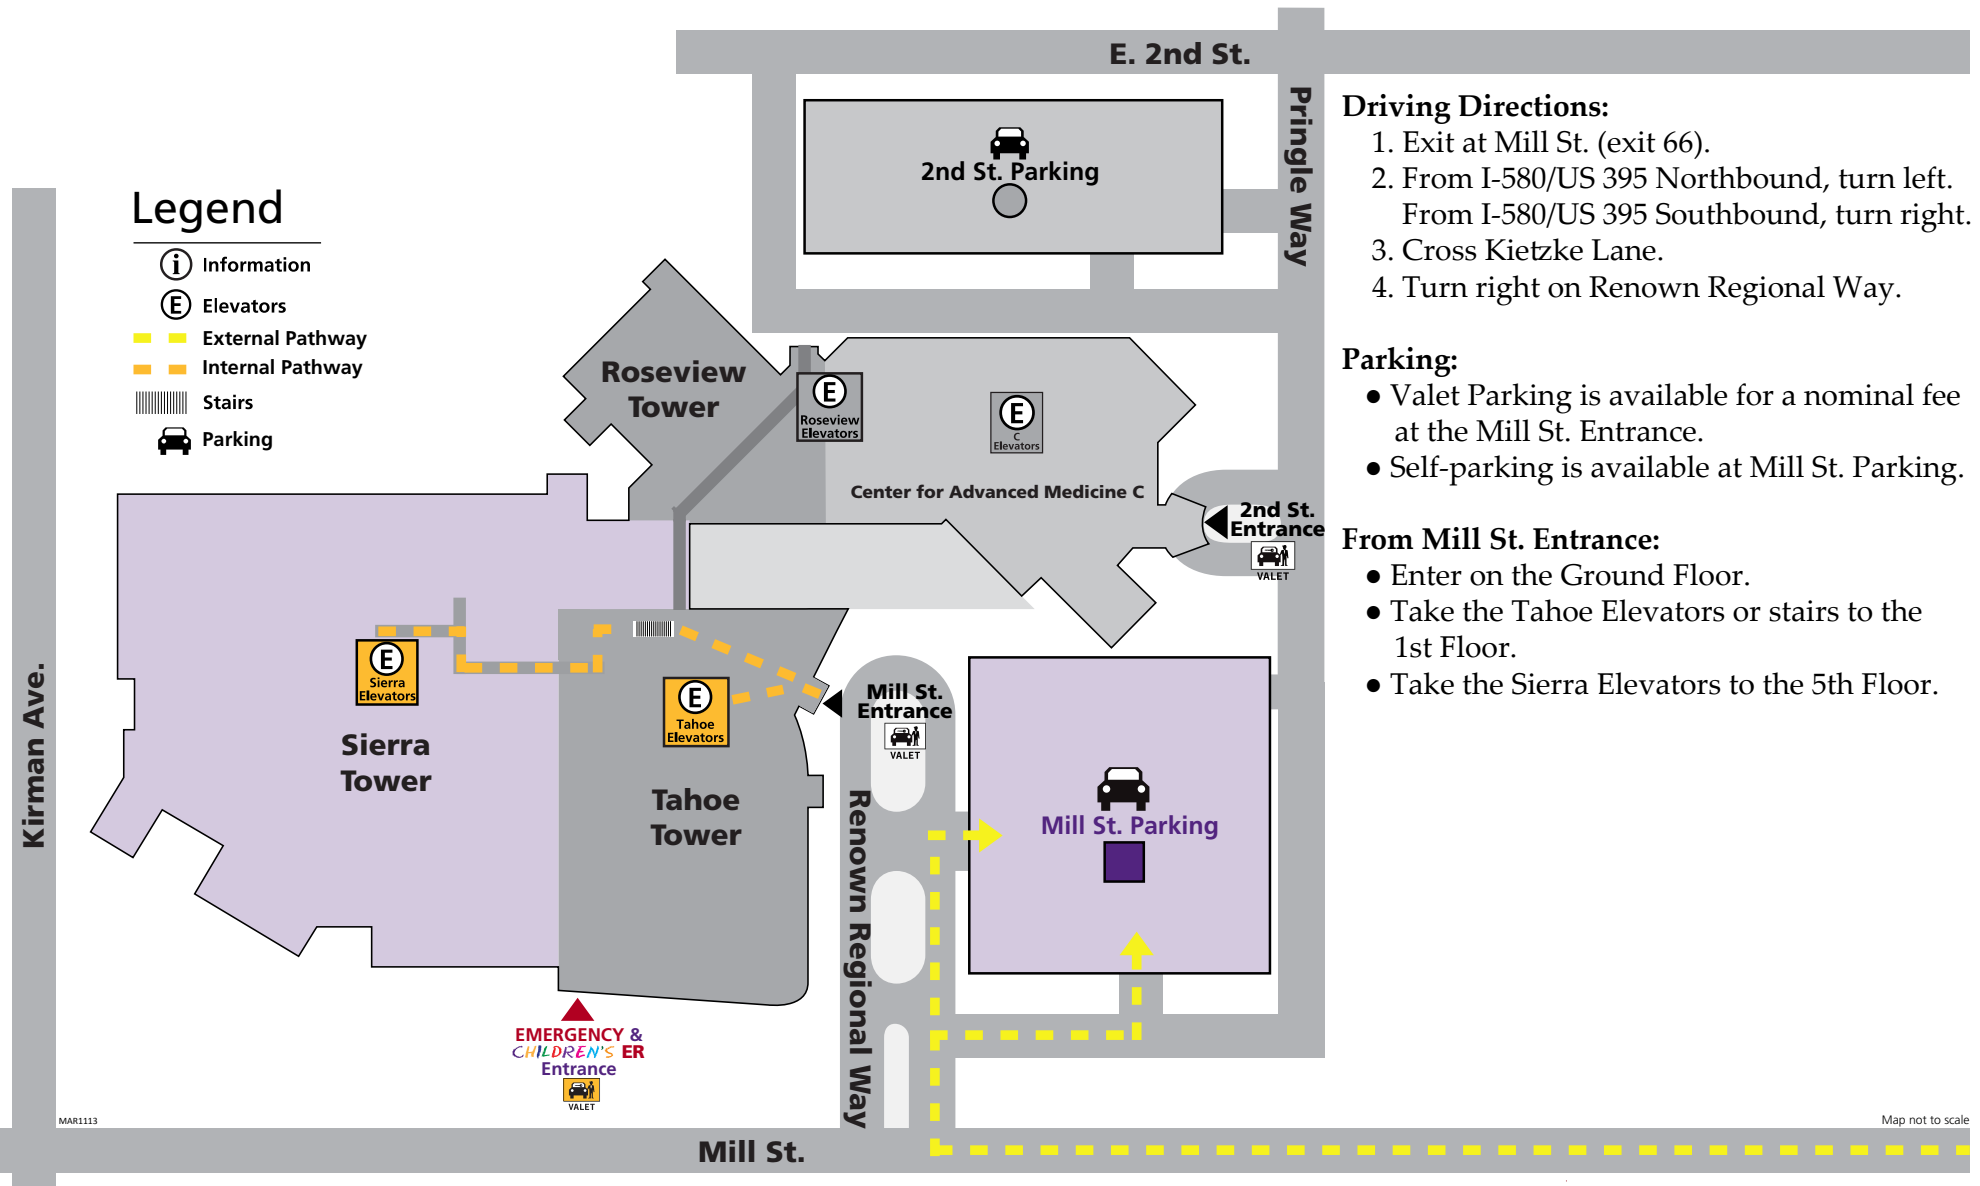 E. 2nd St.
Pringle Way
2nd St. Parking
Driving Directions:
1. Exit at Mill St. (exit 66).
2. From I-580/US 395 Northbound, turn left.
From I-580/US 395 Southbound, turn right.
3. Cross Kietzke Lane.
4. Turn right on Renown Regional Way.
Parking:
● Valet Parking is available for a nominal fee
at the Mill St. Entrance.
● Self-parking is available at Mill St. Parking.
From Mill St. Entrance:
● Enter on the Ground Floor.
● Take the Tahoe Elevators or stairs to the
1st Floor.
● Take the Sierra Elevators to the 5th Floor.
Legend
i Information
E Elevators
External Pathway
Internal Pathway
Stairs
Parking
Roseview
Tower
E
Roseview
Elevators
E
C
Elevators
Center for Advanced Medicine C
2nd St.
Entrance
VALET
E
Sierra
Elevators
Sierra
Tower
E
Tahoe
Elevators
Tahoe
Tower
Mill St.
Entrance
VALET
Mill St. Parking
Kirman Ave.
Renown Regional Way
EMERGENCY &
CHILDREN'S ER
Entrance
VALET
MAR1113
Map not to scale
Mill St.